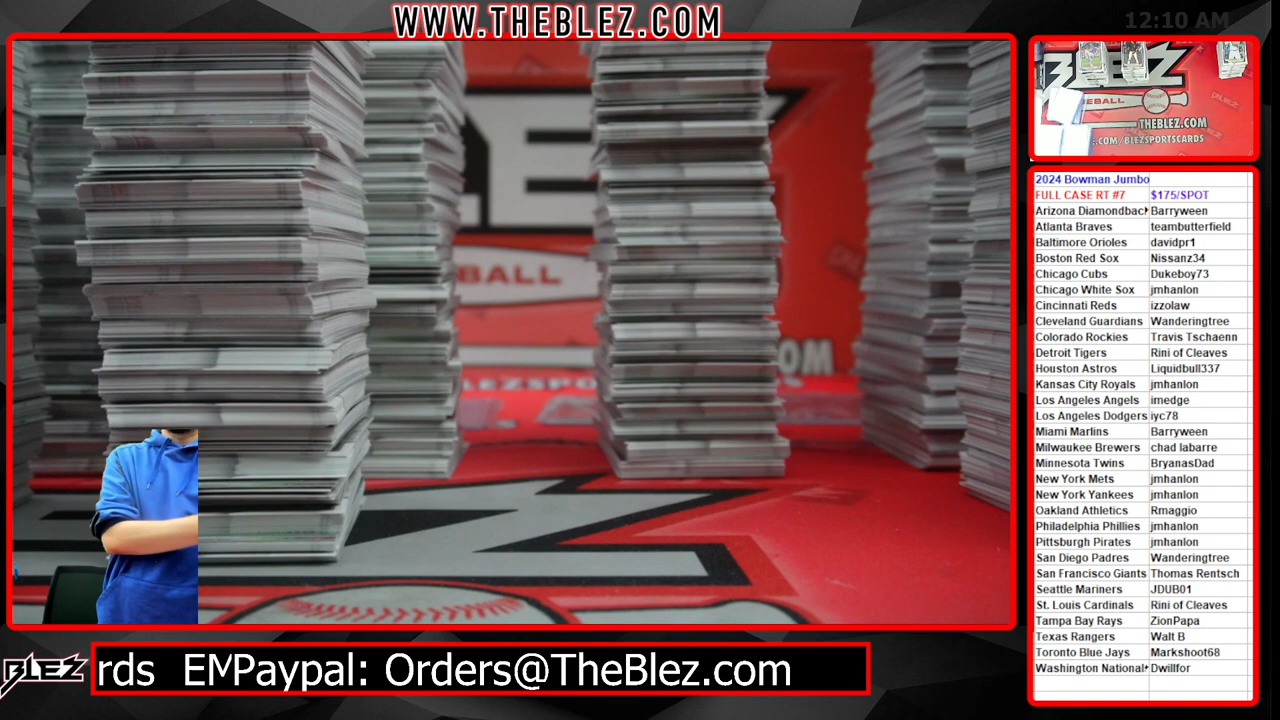 WWW.THEBLEZ.COM
12:10 AM
BLEZ
EBALL
THEBLEZ.COM
.COM/BLEZSPORTSCARDS
BALL
2024 Bowman Jumbo
FULL CASE RT #7 $175/SPOT
Arizona Diamondbac Barryween
Atlanta Braves teambutterfield
Baltimore Orioles davidpr1
Boston Red Sox Nissanz34
Chicago Cubs Dukeboy73
Chicago White Sox jmhanlon
Cincinnati Reds izzolaw
Cleveland Guardians Wanderingtree
Colorado Rockies Travis Tschaenn
Detroit Tigers Rini of Cleaves
Houston Astros Liquidbull337
Kansas City Royals jmhanlon
Los Angeles Angels imedge
Los Angeles Dodgers iyc78
Miami Marlins Barryween
Milwaukee Brewers chad labarre
Minnesota Twins BryanasDad
New York Mets jmhanlon
New York Yankees jmhanlon
Oakland Athletics Rmaggio
Philadelphia Phillies jmhanlon
Pittsburgh Pirates jmhanlon
San Diego Padres Wanderingtree
San Francisco Giants Thomas Rentsch
Seattle Mariners JDUB01
St. Louis Cardinals Rini of Cleaves
Tampa Bay Rays ZionPapa
Texas Rangers Walt B
Toronto Blue Jays Markshoot68
Washington National Dwillfor
BLEZ
rds EMPaypal: Orders@TheBlez.com